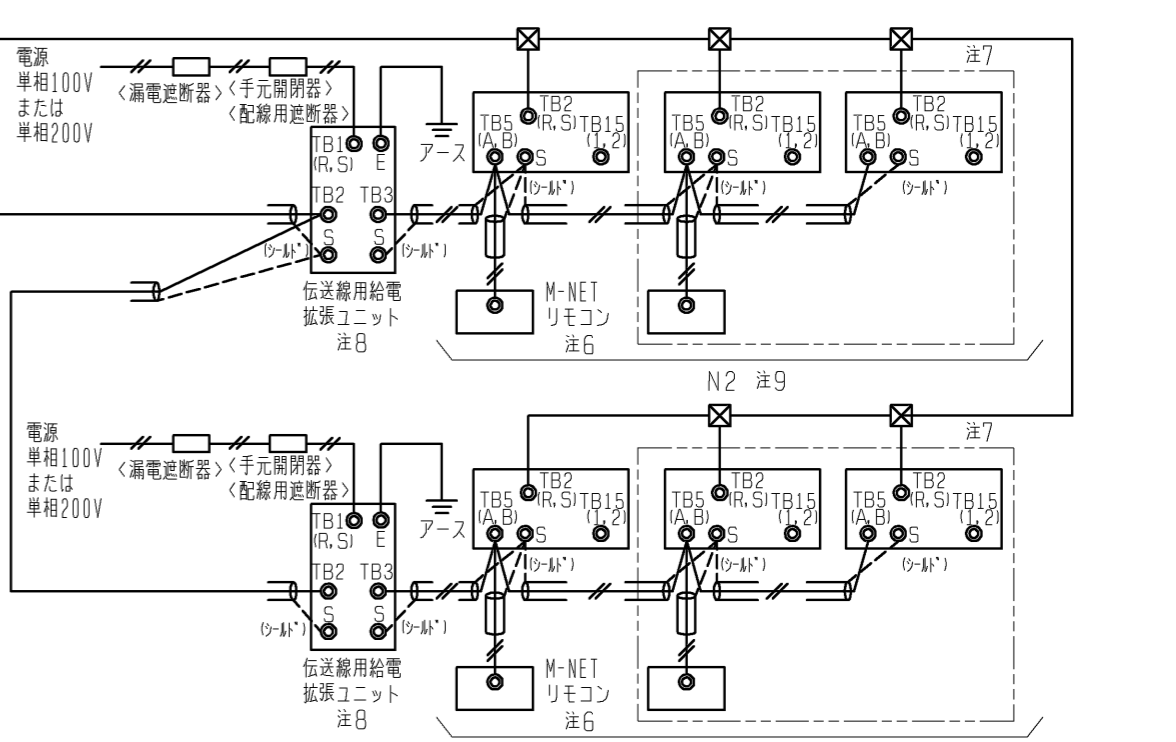 電源
単相100V
または
単相200V
〈漏電遮断器〉
〈手元開閉器〉
〈配線用遮断器〉
アース
TB1
(R,S)
E
TB2
TB3
S
S
(シールド)
(シールド)
伝送線用給電
拡張ユニット
注8
TB2
(R,S)
TB5
(A,B)
S
TB15
(1,2)
(シールド)
M-NET
リモコン
注6
注7
TB2
(R,S)
TB5
(A,B)
S
TB15
(1,2)
(シールド)
TB2
(R,S)
TB5
(A,B)
S
TB15
(1,2)
(シールド)
N2 注9
電源
単相100V
または
単相200V
〈漏電遮断器〉
〈手元開閉器〉
〈配線用遮断器〉
アース
TB1
(R,S)
E
TB2
TB3
S
S
(シールド)
(シールド)
伝送線用給電
拡張ユニット
注8
TB2
(R,S)
TB5
(A,B)
S
TB15
(1,2)
(シールド)
M-NET
リモコン
注6
注7
TB2
(R,S)
TB5
(A,B)
S
TB15
(1,2)
(シールド)
TB2
(R,S)
TB5
(A,B)
S
TB15
(1,2)
(シールド)